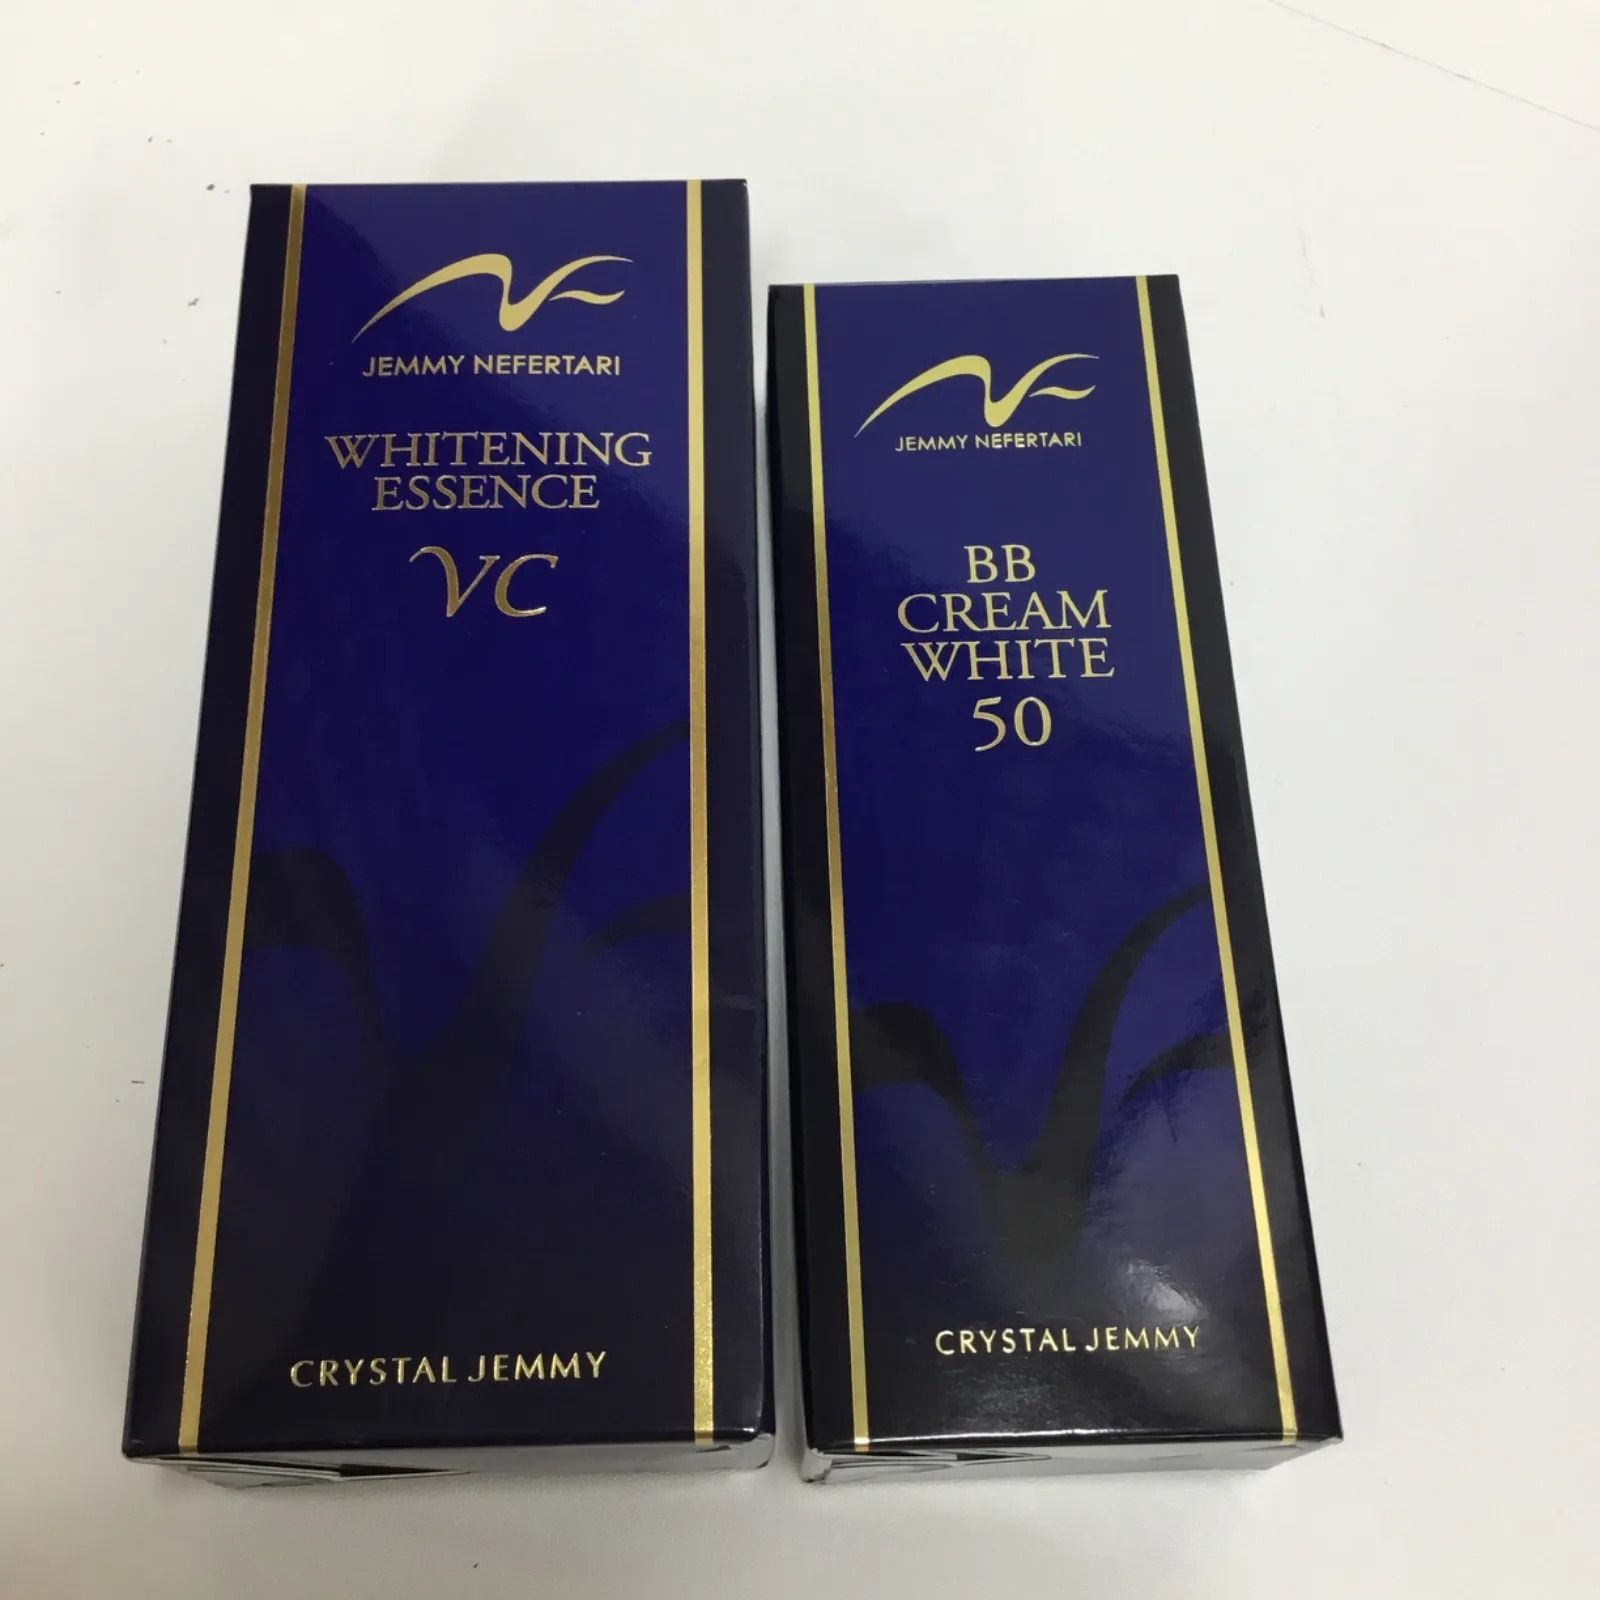 JEMMY NEFERTARI
WHITENING
ESSENCE
VC
CRYSTAL JEMMY
JEMMY NEFERTARI
BB
CREAM
WHITE
50
CRYSTAL JEMMY